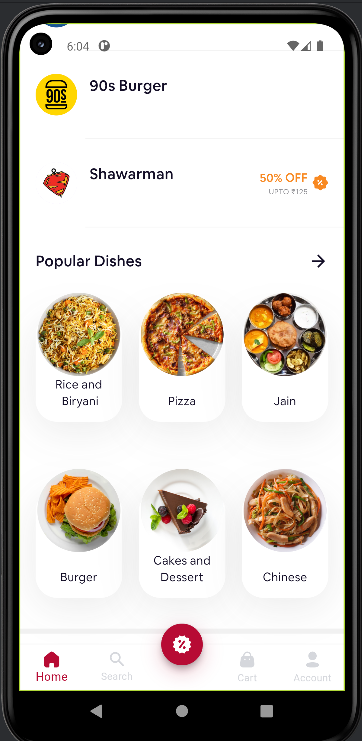 6:04
90s
90s Burger
Shawarman
50% OFF
UPTO ₹125
Popular Dishes
Rice and
Biryani
Pizza
Jain
Burger
Cakes and
Dessert
Chinese
Home
Search
Cart
Account